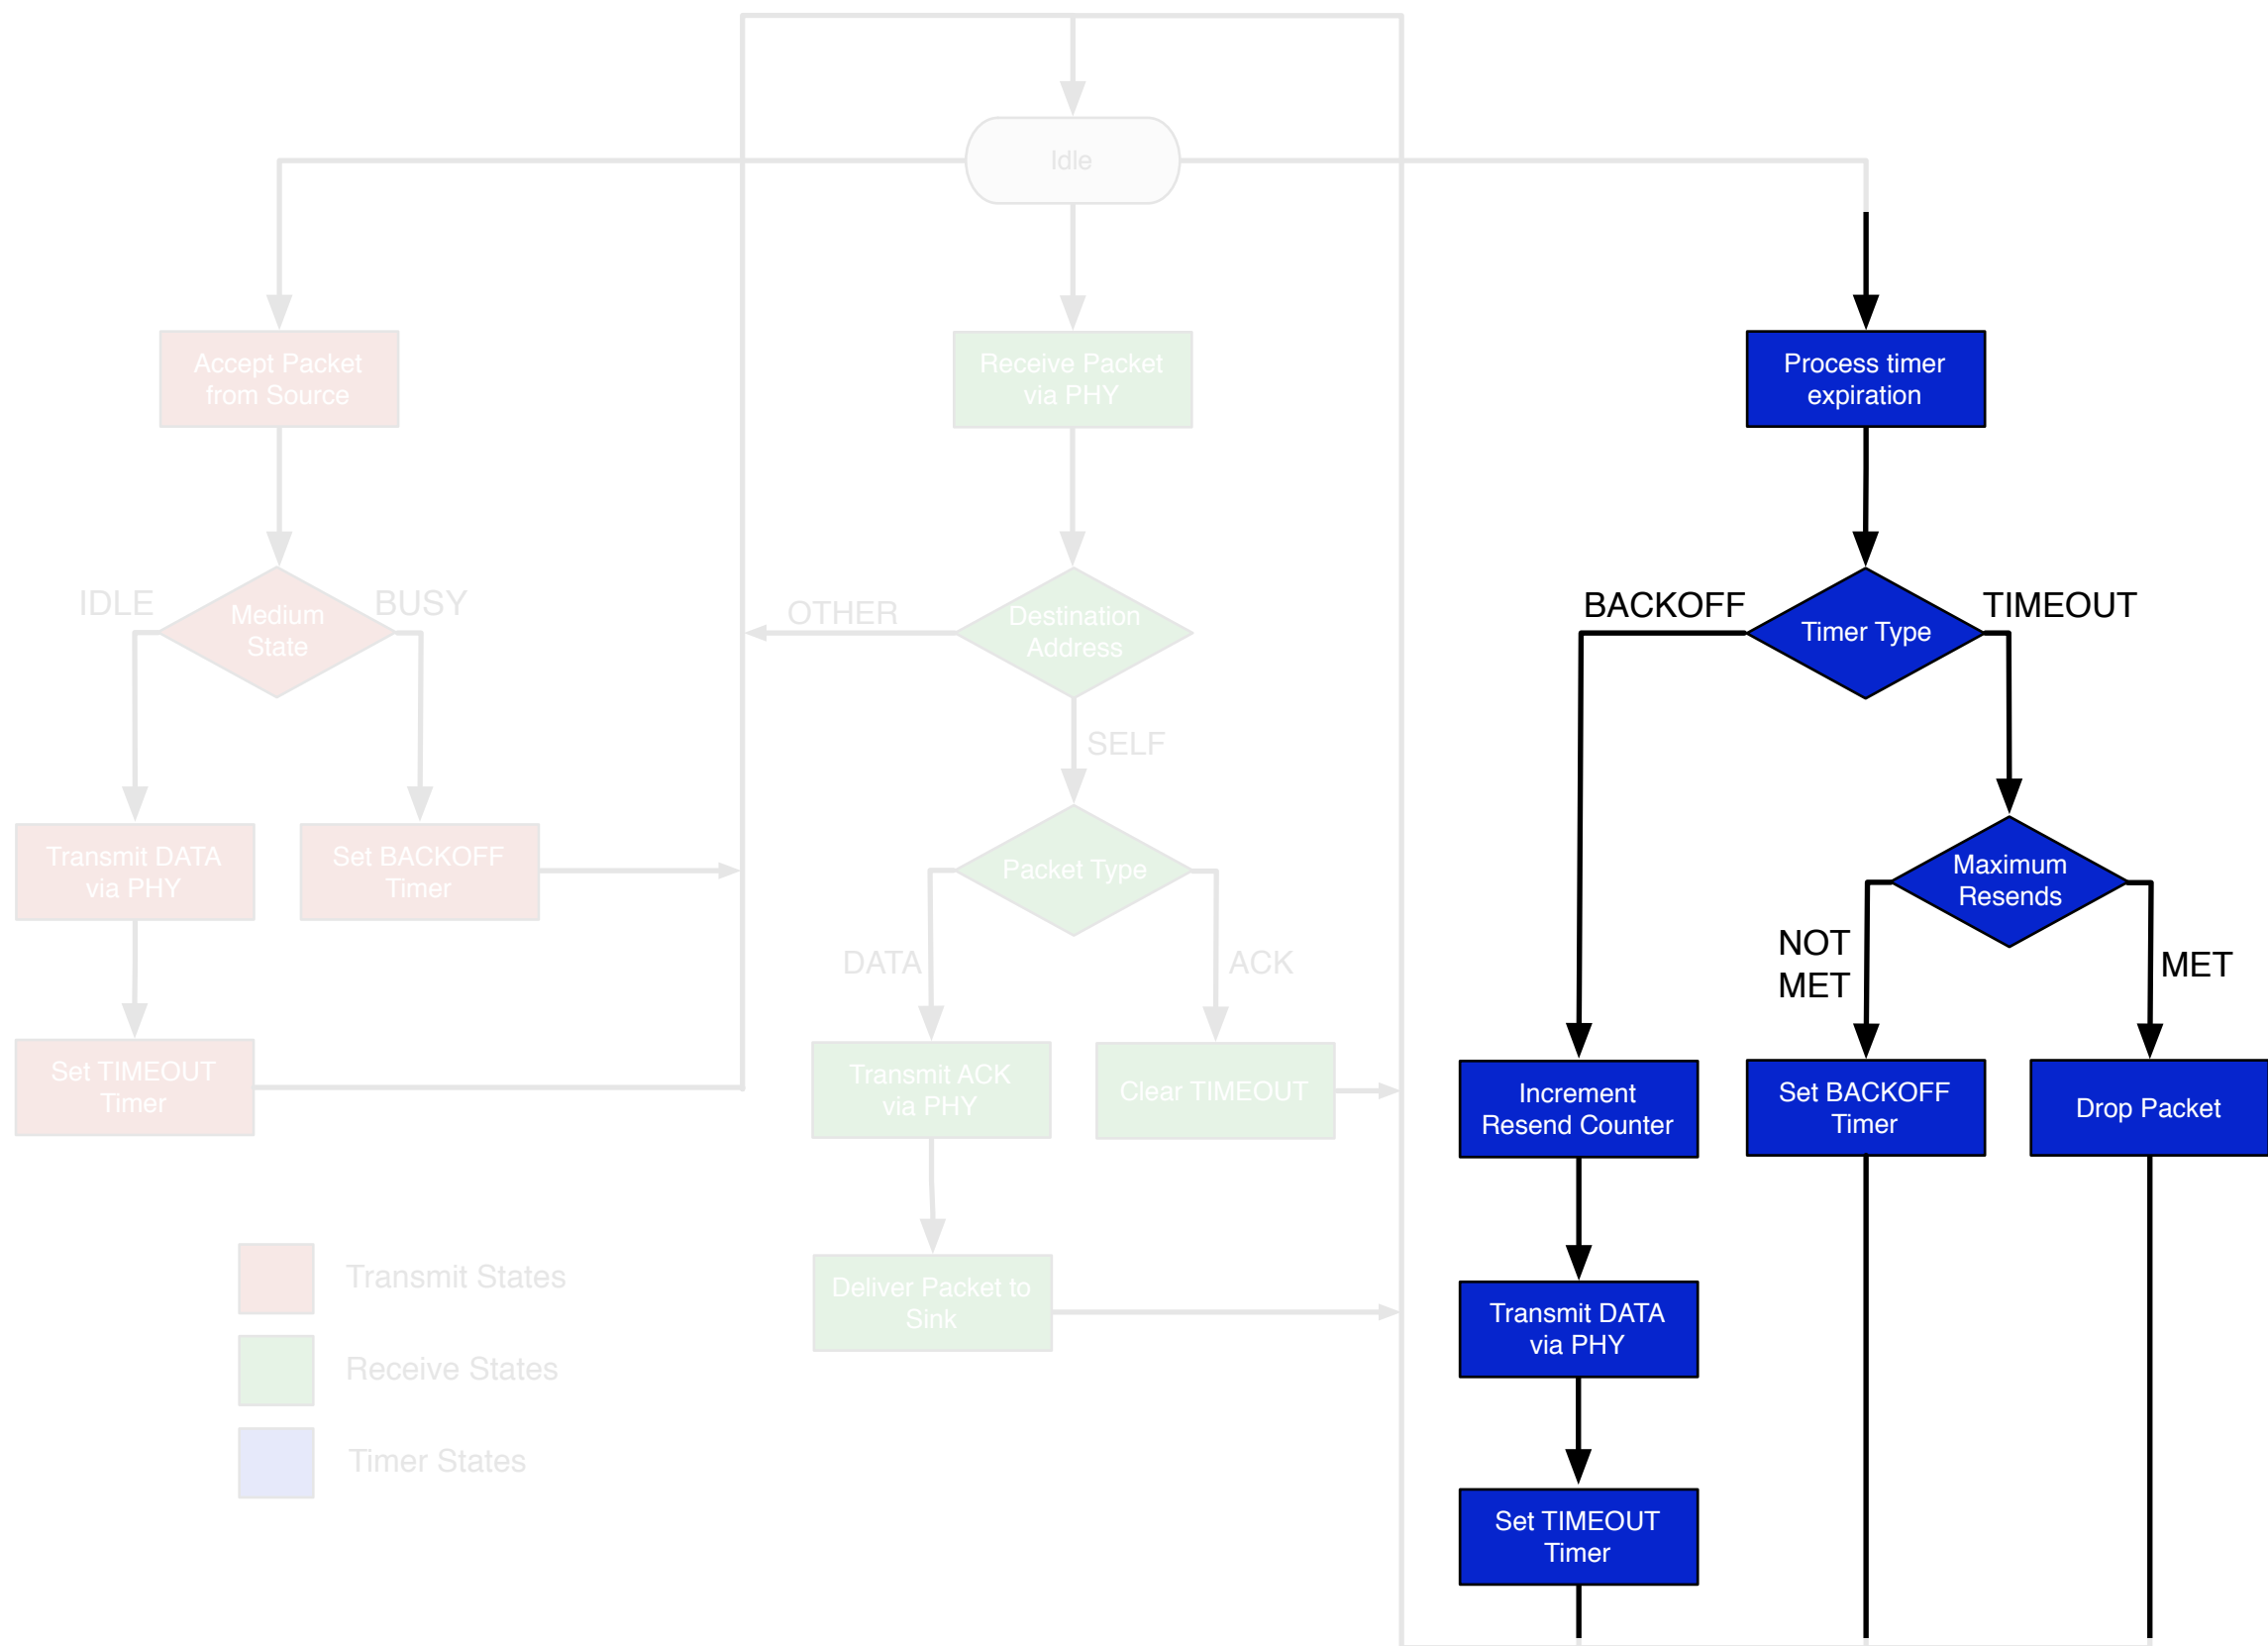 Idle
Accept Packet
from Source
Receive Packet
via PHY
Process timer
expiration
IDLE
Medium
State
BUSY
OTHER
Destination
Address
BACKOFF
Timer Type
TIMEOUT
SELF
Transmit DATA
via PHY
Set BACKOFF
Timer
Packet Type
Maximum
Resends
DATA
ACK
NOT
MET
MET
Set TIMEOUT
Timer
Transmit ACK
via PHY
Clear TIMEOUT
Increment
Resend Counter
Set BACKOFF
Timer
Drop Packet
Deliver Packet to
Sink
Transmit DATA
via PHY
Set TIMEOUT
Timer
Transmit States
Receive States
Timer States